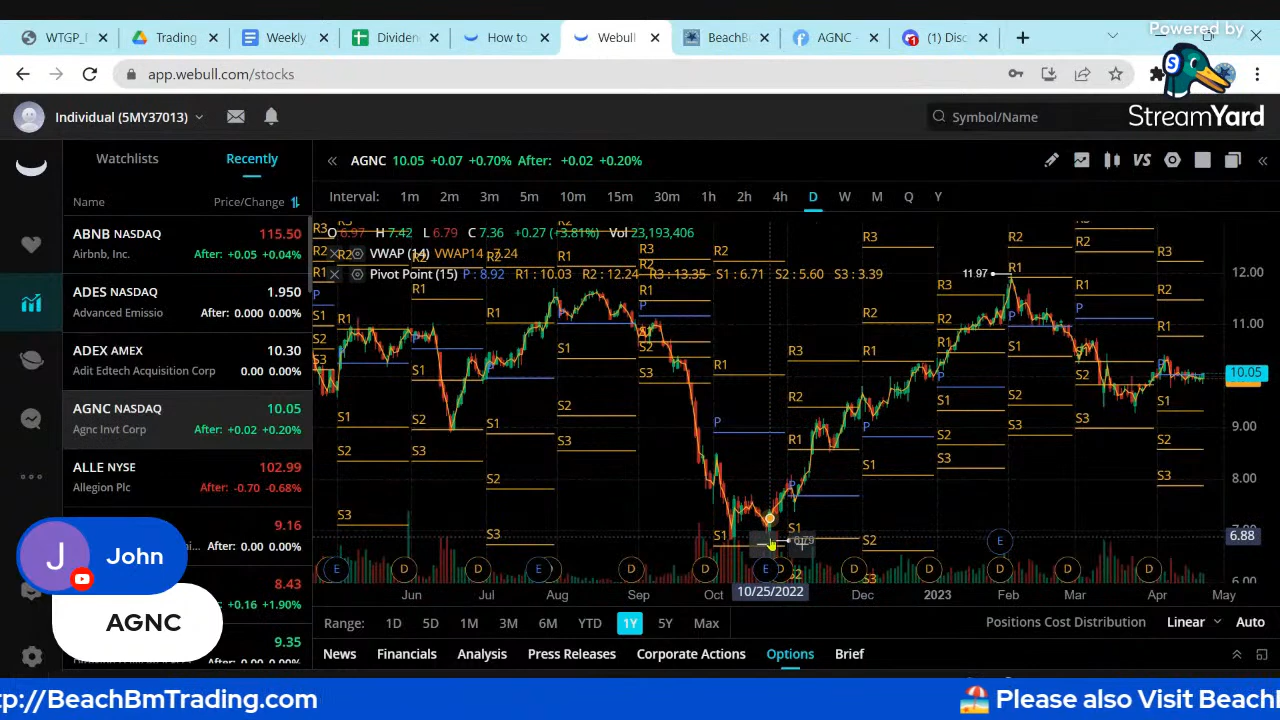 Powered by
StreamYard
WTGP_
Trading
Weekly
Dividen
How to
Webull
BeachB
AGNC -
(1) Disc
app.webull.com/stocks
Individual (5MY37013)
Symbol/Name
Watchlists Recently
Name Price/Change
ABNB NASDAQ 115.50
Airbnb, Inc. After: +0.05 +0.04%
ADES NASDAQ 1.950
Advanced Emissio After: 0.000 0.00%
ADEX AMEX 10.30
Adit Edtech Acquisition Corp 0.00 0.00%
AGNC NASDAQ 10.05
Agnc Invt Corp After: +0.02 +0.20%
ALLE NYSE 102.99
Allegion Plc After: -0.70 -0.68%
9.16
After: 0.00 0.00%
8.43
+0.16 +1.90%
9.35
AGNC 10.05 +0.07 +0.70% After: +0.02 +0.20%
VS
Interval: 1m 2m 3m 5m 10m 15m 30m 1h 2h 4h D W M Q Y
O 6.97 H 7.42 L 6.79 C 7.36 +0.27 (+3.81%) Vol 23,193,406
VWAP (14) VWAP14 : 7.24
Pivot Point (15) P : 8.92 R1 : 10.03 R2 : 12.24 R3 : 13.35 S1 : 6.71 S2 : 5.60 S3 : 3.39
11.97
12.00
11.00
10.05
9.00
8.00
6.88
6.00
Jun Jul Aug Sep Oct 10/25/2022 Dec 2023 Feb Mar Apr May
Range: 1D 5D 1M 3M 6M YTD 1Y 5Y Max
Positions Cost Distribution Linear Auto
News Financials Analysis Press Releases Corporate Actions Options Brief
J John
AGNC
tp://BeachBmTrading.com
Please also Visit BeachB